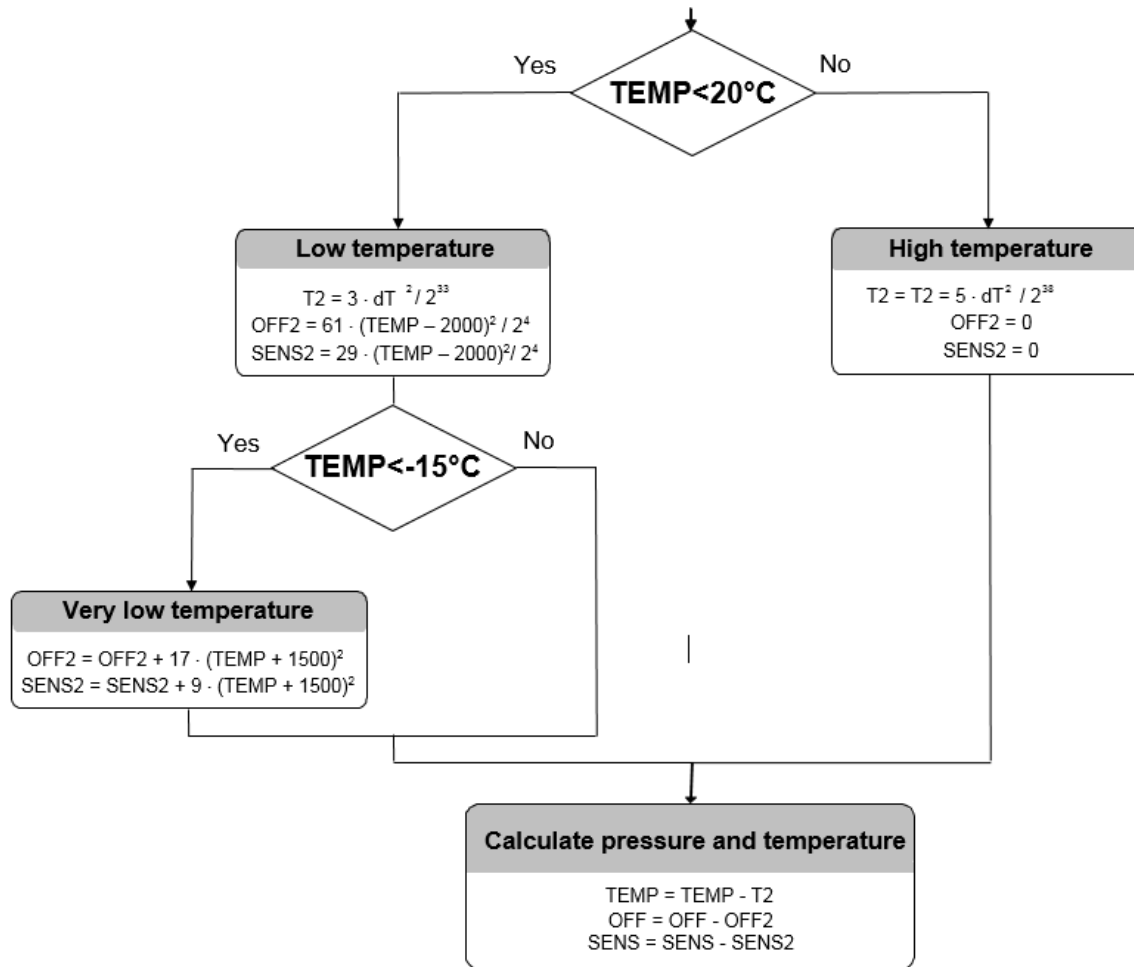 Yes
TEMP<20°C
No
Low temperature
T2 = 3 · dT ² / 2³³
OFF2 = 61 · (TEMP – 2000)² / 2⁴
SENS2 = 29 · (TEMP – 2000)²/ 2⁴
High temperature
T2 = T2 = 5 · dT² / 2³⁸
OFF2 = 0
SENS2 = 0
Yes
TEMP<-15°C
No
Very low temperature
OFF2 = OFF2 + 17 · (TEMP + 1500)²
SENS2 = SENS2 + 9 · (TEMP + 1500)²
Calculate pressure and temperature
TEMP = TEMP - T2
OFF = OFF - OFF2
SENS = SENS - SENS2